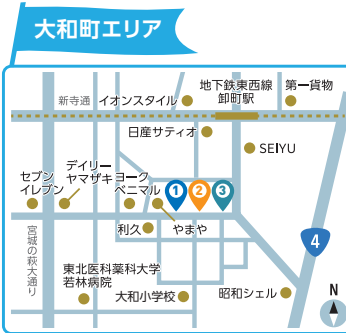 大和町エリア
新寺通
イオンスタイル
地下鉄東西線
卸町駅
第一貨物
日産サティオ
SEIYU
セブン
イレブン
デイリー
ヤマザキ
ヨーク
ベニマル
1
2
3
利久
やまや
宮城の萩大通り
4
東北医科薬科大学
若林病院
大和小学校
昭和シェル
N